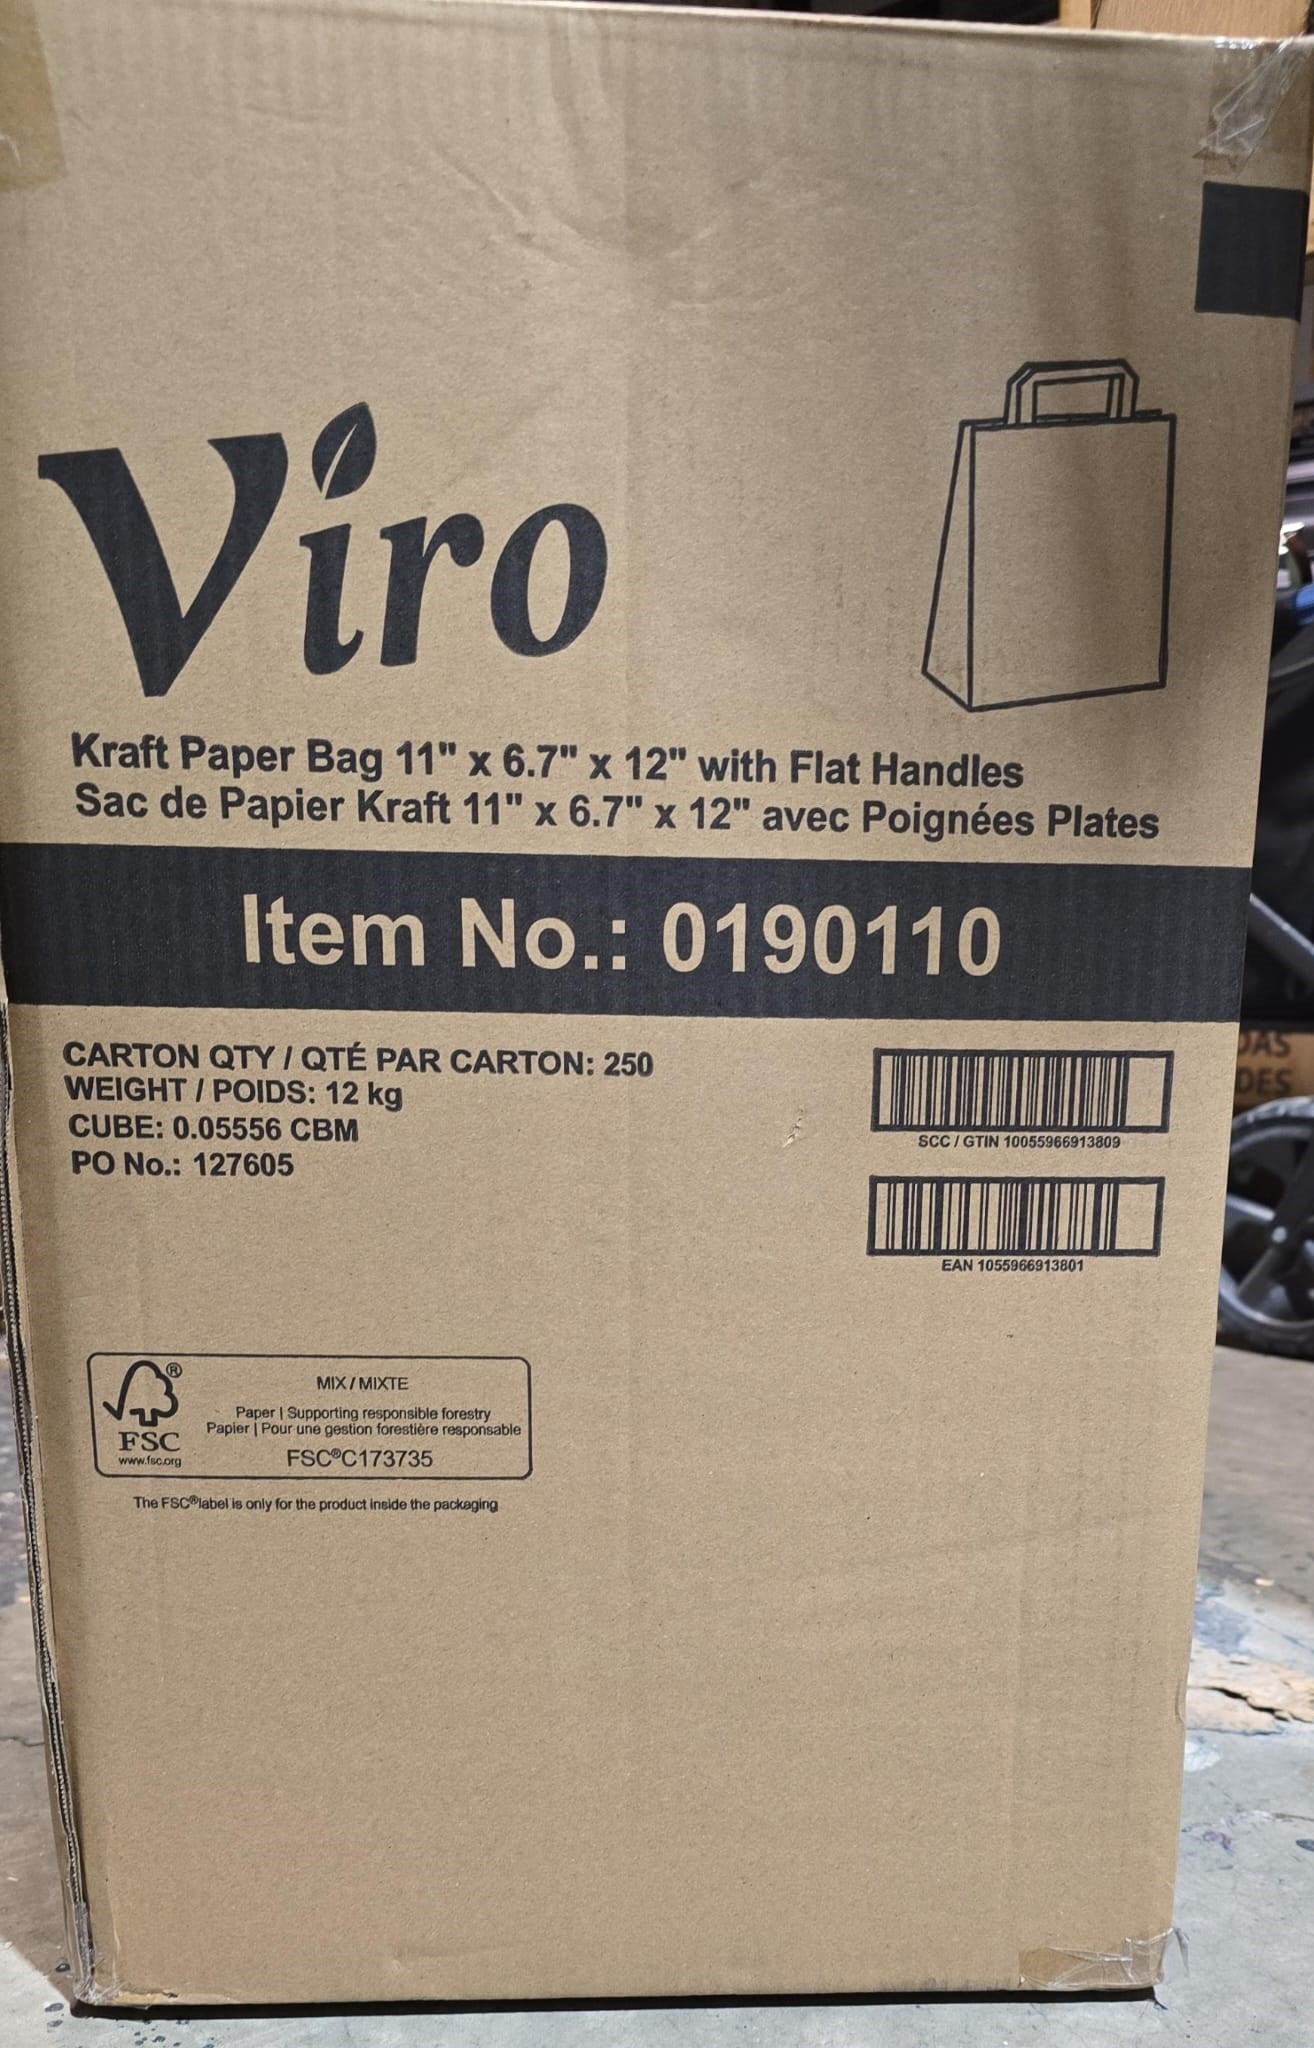 Viro
Kraft Paper Bag 11" x 6.7" x 12" with Flat Handles
Sac de Papier Kraft 11" x 6.7" x 12" avec Poignées Plates
Item No.: 0190110
CARTON QTY / QTÉ PAR CARTON: 250
WEIGHT / POIDS: 12 kg
CUBE: 0.05556 CBM
PO No.: 127605
SCC / GTIN 10055966913809
EAN 1055966913801
®
FSC
www.fsc.org
MIX / MIXTE
Paper | Supporting responsible forestry
Papier | Pour une gestion forestière responsable
FSC®C173735
The FSC®label is only for the product inside the packaging